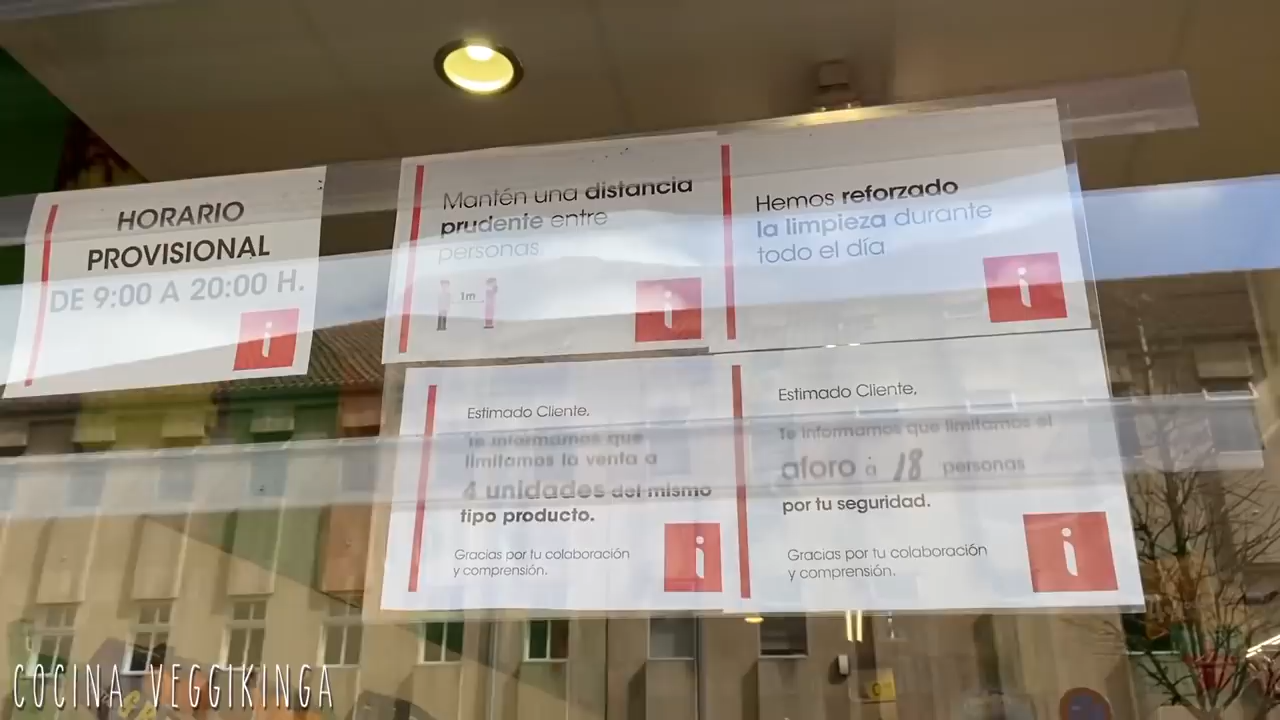 HORARIO
PROVISIONAL
DE 9:00 A 20:00 H.
i
Mantén una distancia
prudente entre
personas
1m
i
Hemos reforzado
la limpieza durante
todo el día
i
Estimado Cliente,
Te informamos que
limitamos la venta a
4 unidades del mismo
tipo producto.
Gracias por tu colaboración
y comprensión.
i
Estimado Cliente,
Te informamos que limitamos el
aforo a 18 personas
por tu seguridad.
Gracias por tu colaboración
y comprensión.
i
COCINA VEGGIKINGA